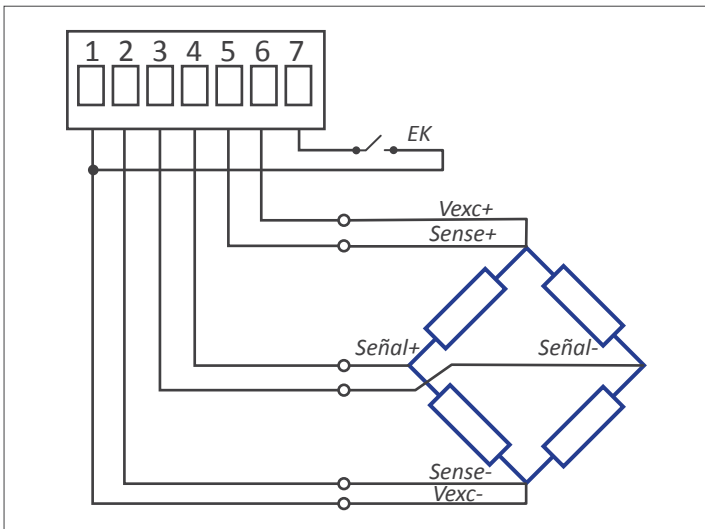 1 2 3 4 5 6 7
EK
Vexc+
Sense+
Señal+ Señal-
Sense-
Vexc-